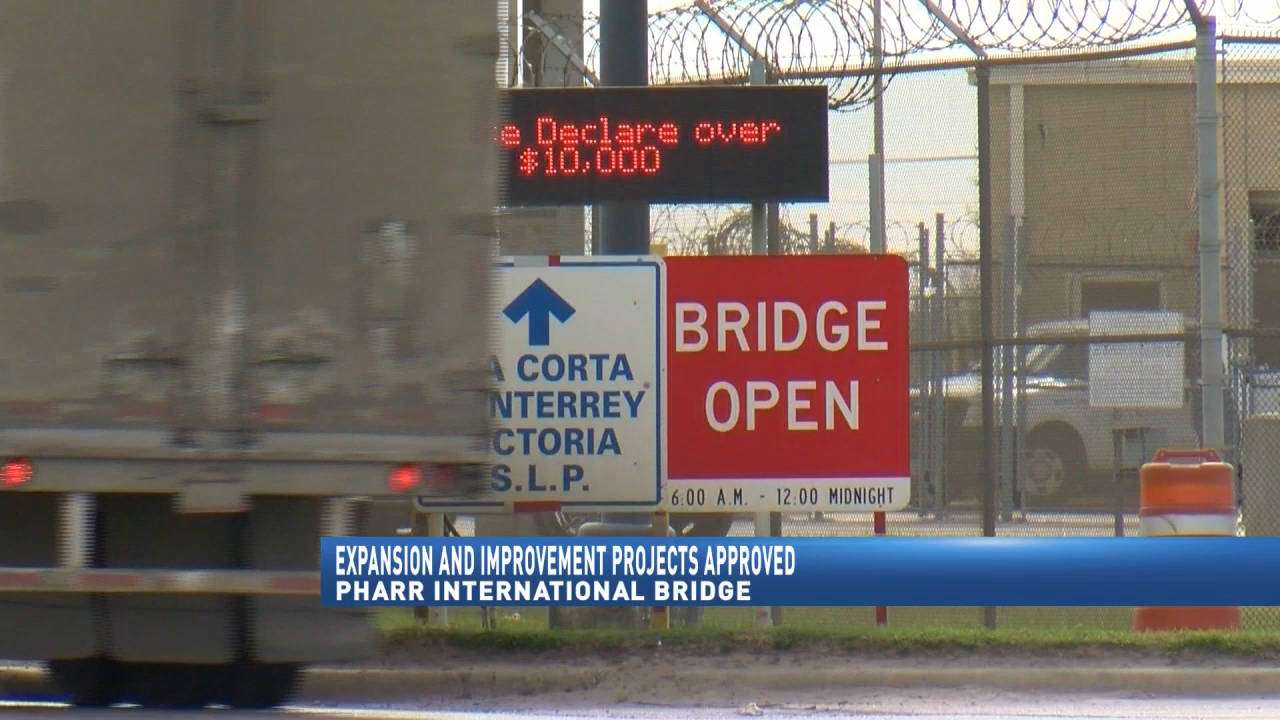 e Declare over
$10,000
A CORTA
NTERREY
CTORIA
S.L.P.
BRIDGE
OPEN
6:00 A.M. - 12:00 MIDNIGHT
EXPANSION AND IMPROVEMENT PROJECTS APPROVED
PHARR INTERNATIONAL BRIDGE